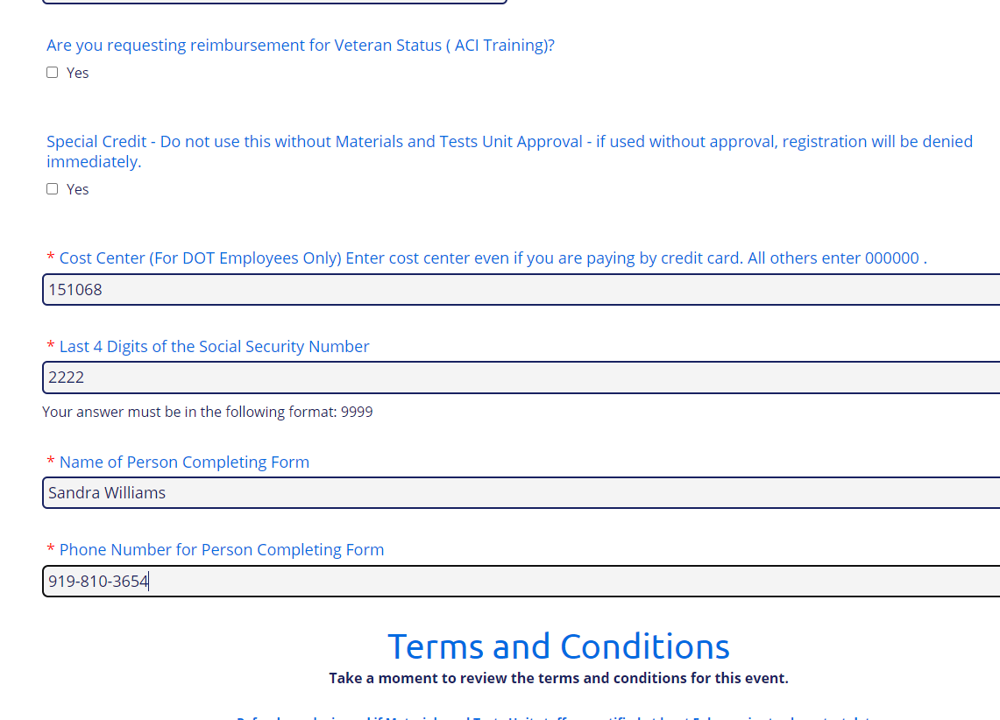 Are you requesting reimbursement for Veteran Status ( ACI Training)?
Yes
Special Credit - Do not use this without Materials and Tests Unit Approval - if used without approval, registration will be denied
immediately.
Yes
* Cost Center (For DOT Employees Only) Enter cost center even if you are paying by credit card. All others enter 000000 .
151068
* Last 4 Digits of the Social Security Number
2222
Your answer must be in the following format: 9999
* Name of Person Completing Form
Sandra Williams
* Phone Number for Person Completing Form
919-810-3654
Terms and Conditions
Take a moment to review the terms and conditions for this event.